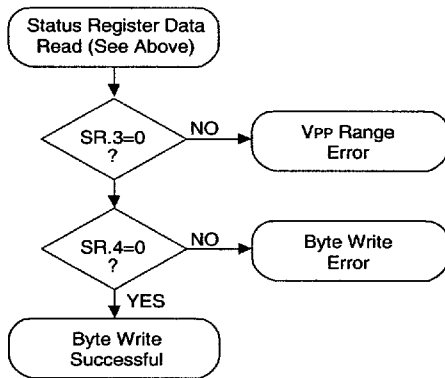 Status Register Data
Read (See Above)
SR.3=0
?
NO
VPP Range
Error
SR.4=0
?
NO
Byte Write
Error
YES
Byte Write
Successful